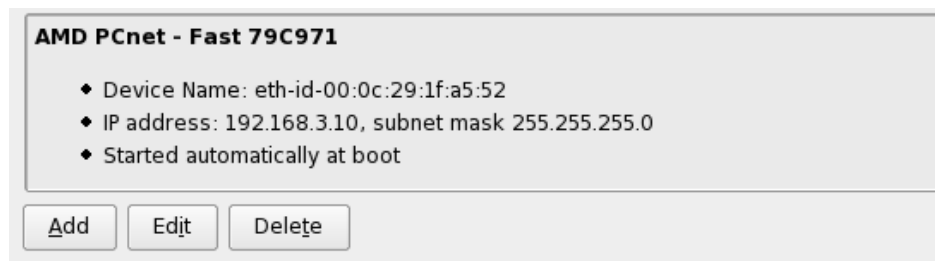 AMD PCnet - Fast 79C971
◆ Device Name: eth-id-00:0c:29:1f:a5:52
◆ IP address: 192.168.3.10, subnet mask 255.255.255.0
◆ Started automatically at boot
Add Edit Delete